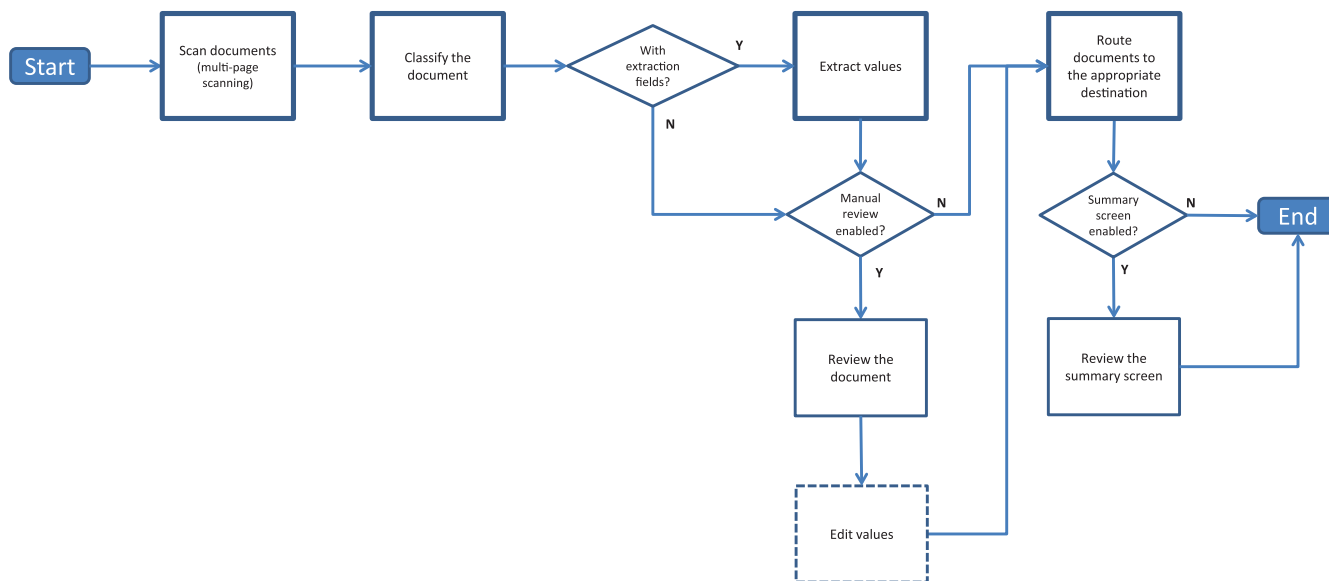 Start
Scan documents
(multi-page
scanning)
Classify the
document
With
extraction
fields?
Y
N
Extract values
Manual
review
enabled?
N
Y
Review the
document
Edit values
Route
documents to
the appropriate
destination
Summary
screen
enabled?
N
Y
End
Review the
summary screen